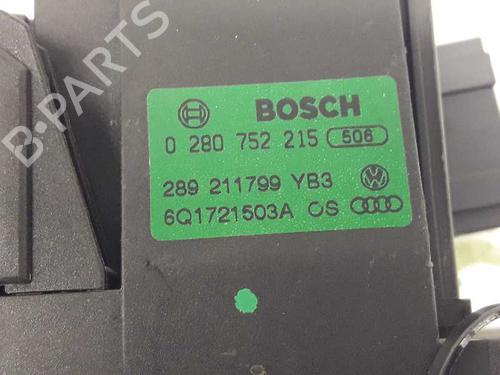 BOSCH
0 280 752 215 506
289 211799 YB3
6Q1721503A OS
B-PARTS